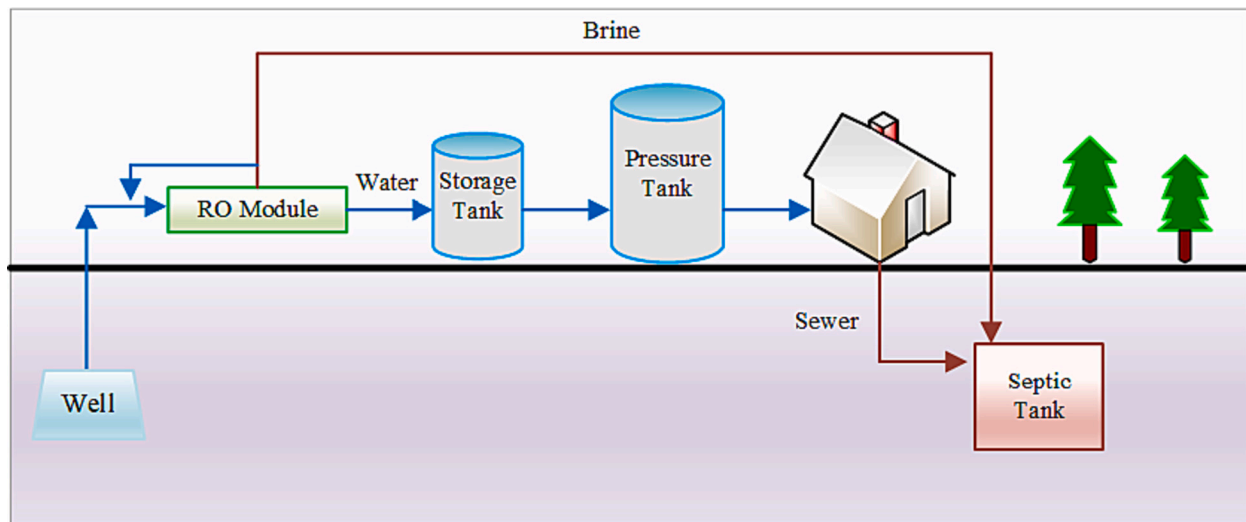 Brine
Water
Storage
Tank
Pressure
Tank
RO Module
Sewer
Well
Septic
Tank